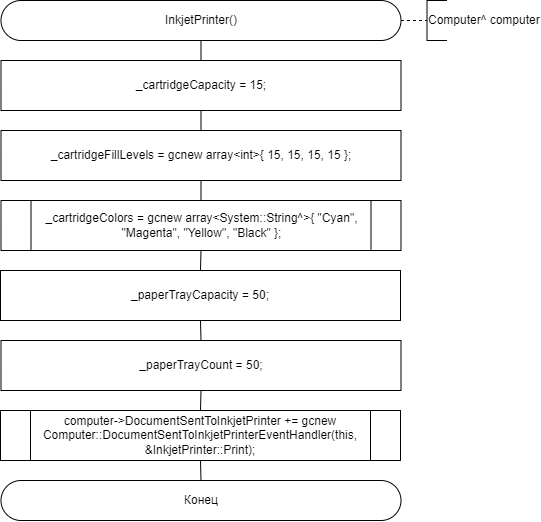 InkjetPrinter()
Computer^ computer
_cartridgeCapacity = 15;
_cartridgeFillLevels = gcnew array<int>{ 15, 15, 15, 15 };
_cartridgeColors = gcnew array<System::String^>{ "Cyan",
"Magenta", "Yellow", "Black" };
_paperTrayCapacity = 50;
_paperTrayCount = 50;
computer->DocumentSentToInkjetPrinter += gcnew
Computer::DocumentSentToInkjetPrinterEventHandler(this,
&InkjetPrinter::Print);
Конец